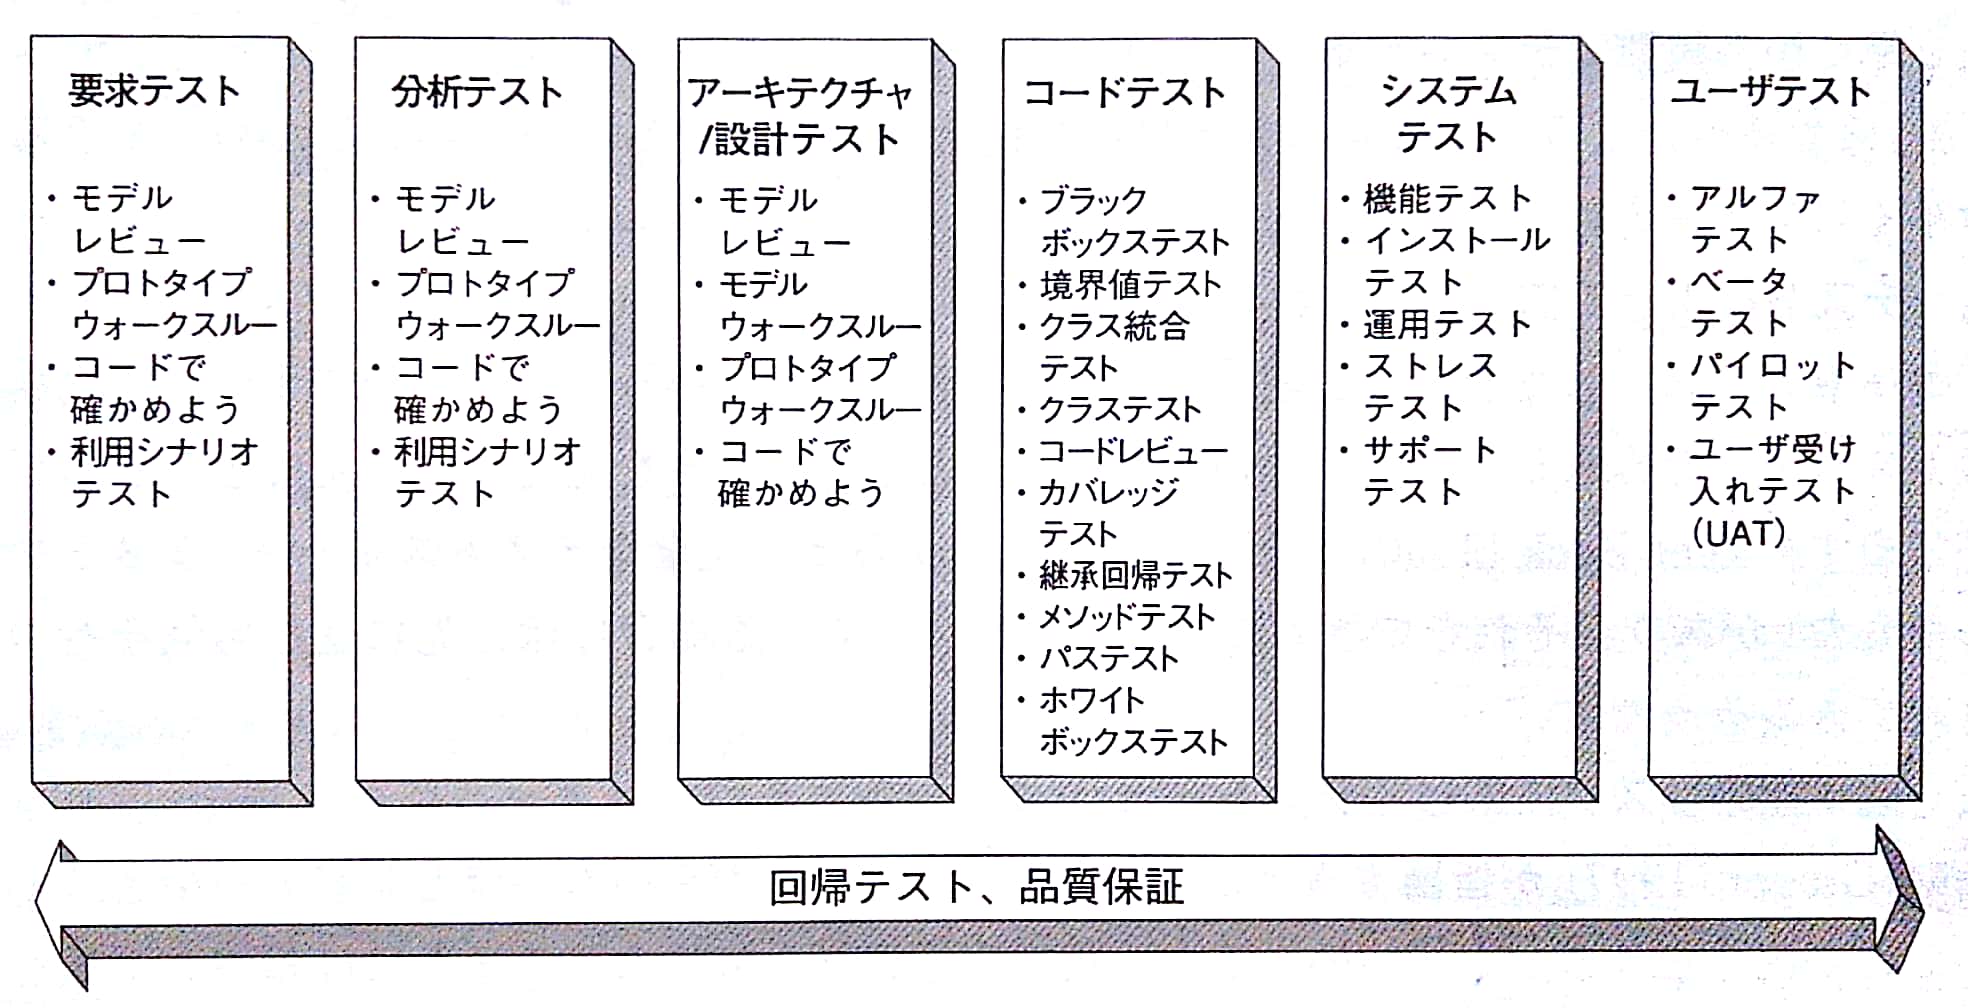 要求テスト
・モデル
レビュー
・プロトタイプ
ウォークスルー
・コードで
確かめよう
・利用シナリオ
テスト
分析テスト
・モデル
レビュー
・プロトタイプ
ウォークスルー
・コードで
確かめよう
・利用シナリオ
テスト
アーキテクチャ
/設計テスト
・モデル
レビュー
・モデル
ウォークスルー
・プロトタイプ
ウォークスルー
・コードで
確かめよう
コードテスト
・ブラック
ボックステスト
・境界値テスト
・クラス統合
テスト
・クラステスト
・コードレビュー
・カバレッジ
テスト
・継承回帰テスト
・メソッドテスト
・パステスト
・ホワイト
ボックステスト
システム
テスト
・機能テスト
・インストール
テスト
・運用テスト
・ストレス
テスト
・サポート
テスト
ユーザテスト
・アルファ
テスト
・ベータ
テスト
・パイロット
テスト
・ユーザ受け
入れテスト
（UAT）
回帰テスト、品質保証